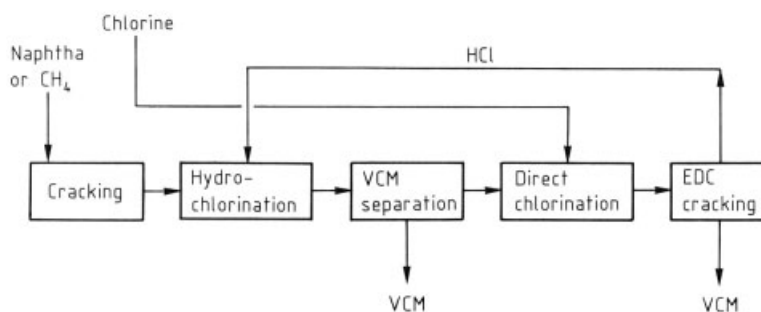 Chlorine
Naphtha
or CH₄
HCl
Cracking
Hydro-
chlorination
VCM
separation
Direct
chlorination
EDC
cracking
VCM
VCM